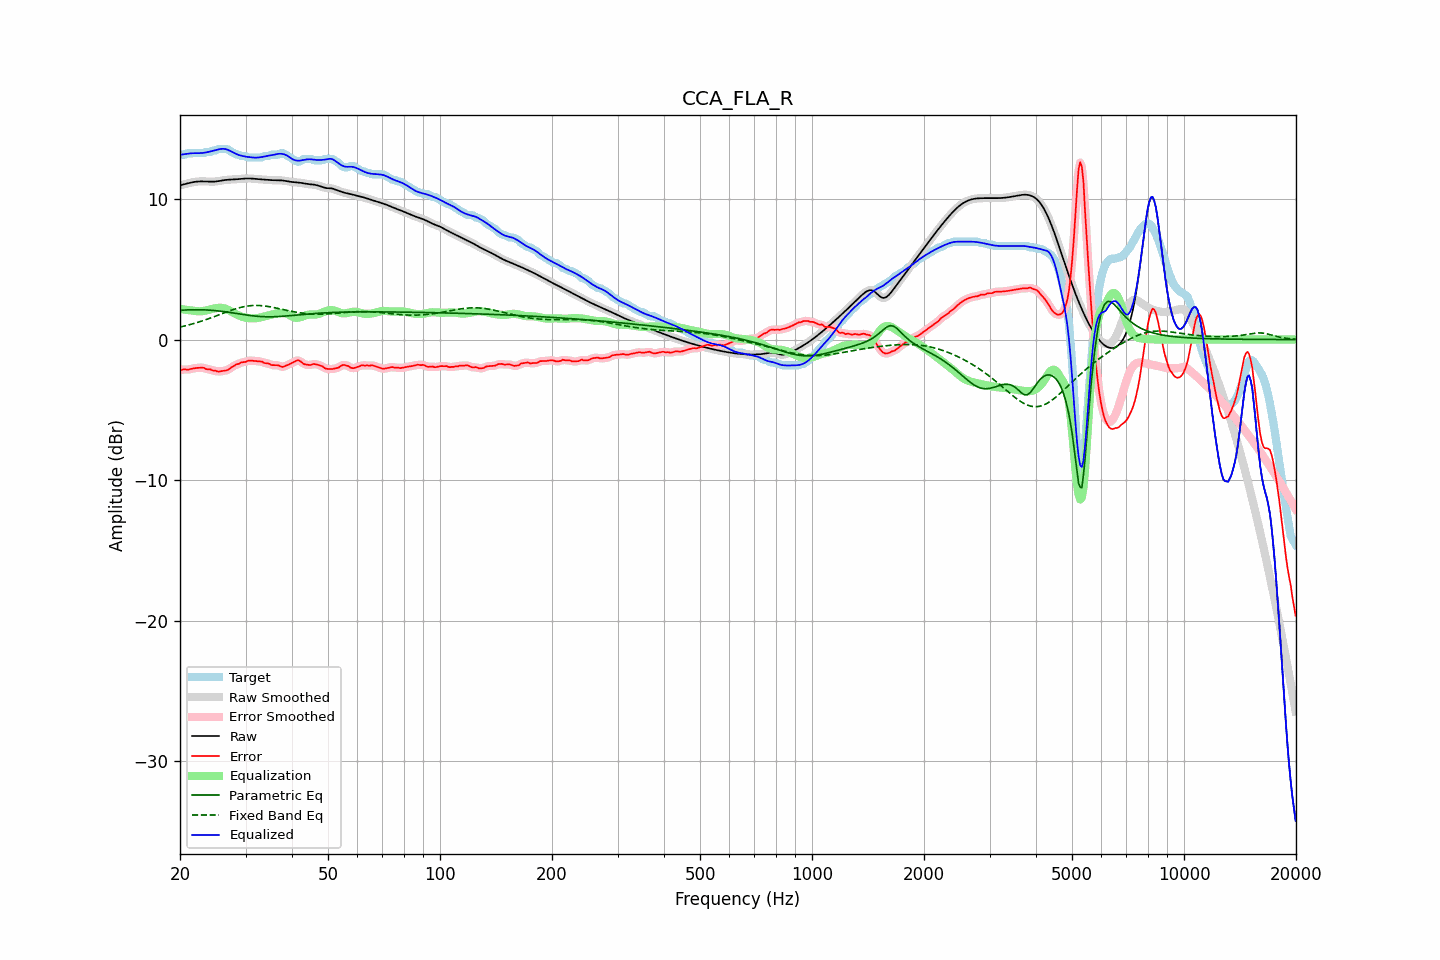 CCA_FLA_R
Amplitude (dBr)
10
0
−10
−20
−30
Target
Raw Smoothed
Error Smoothed
Raw
Error
Equalization
Parametric Eq
Fixed Band Eq
Equalized
20 50 100 200 500 1000 2000 5000 10000 20000
Frequency (Hz)